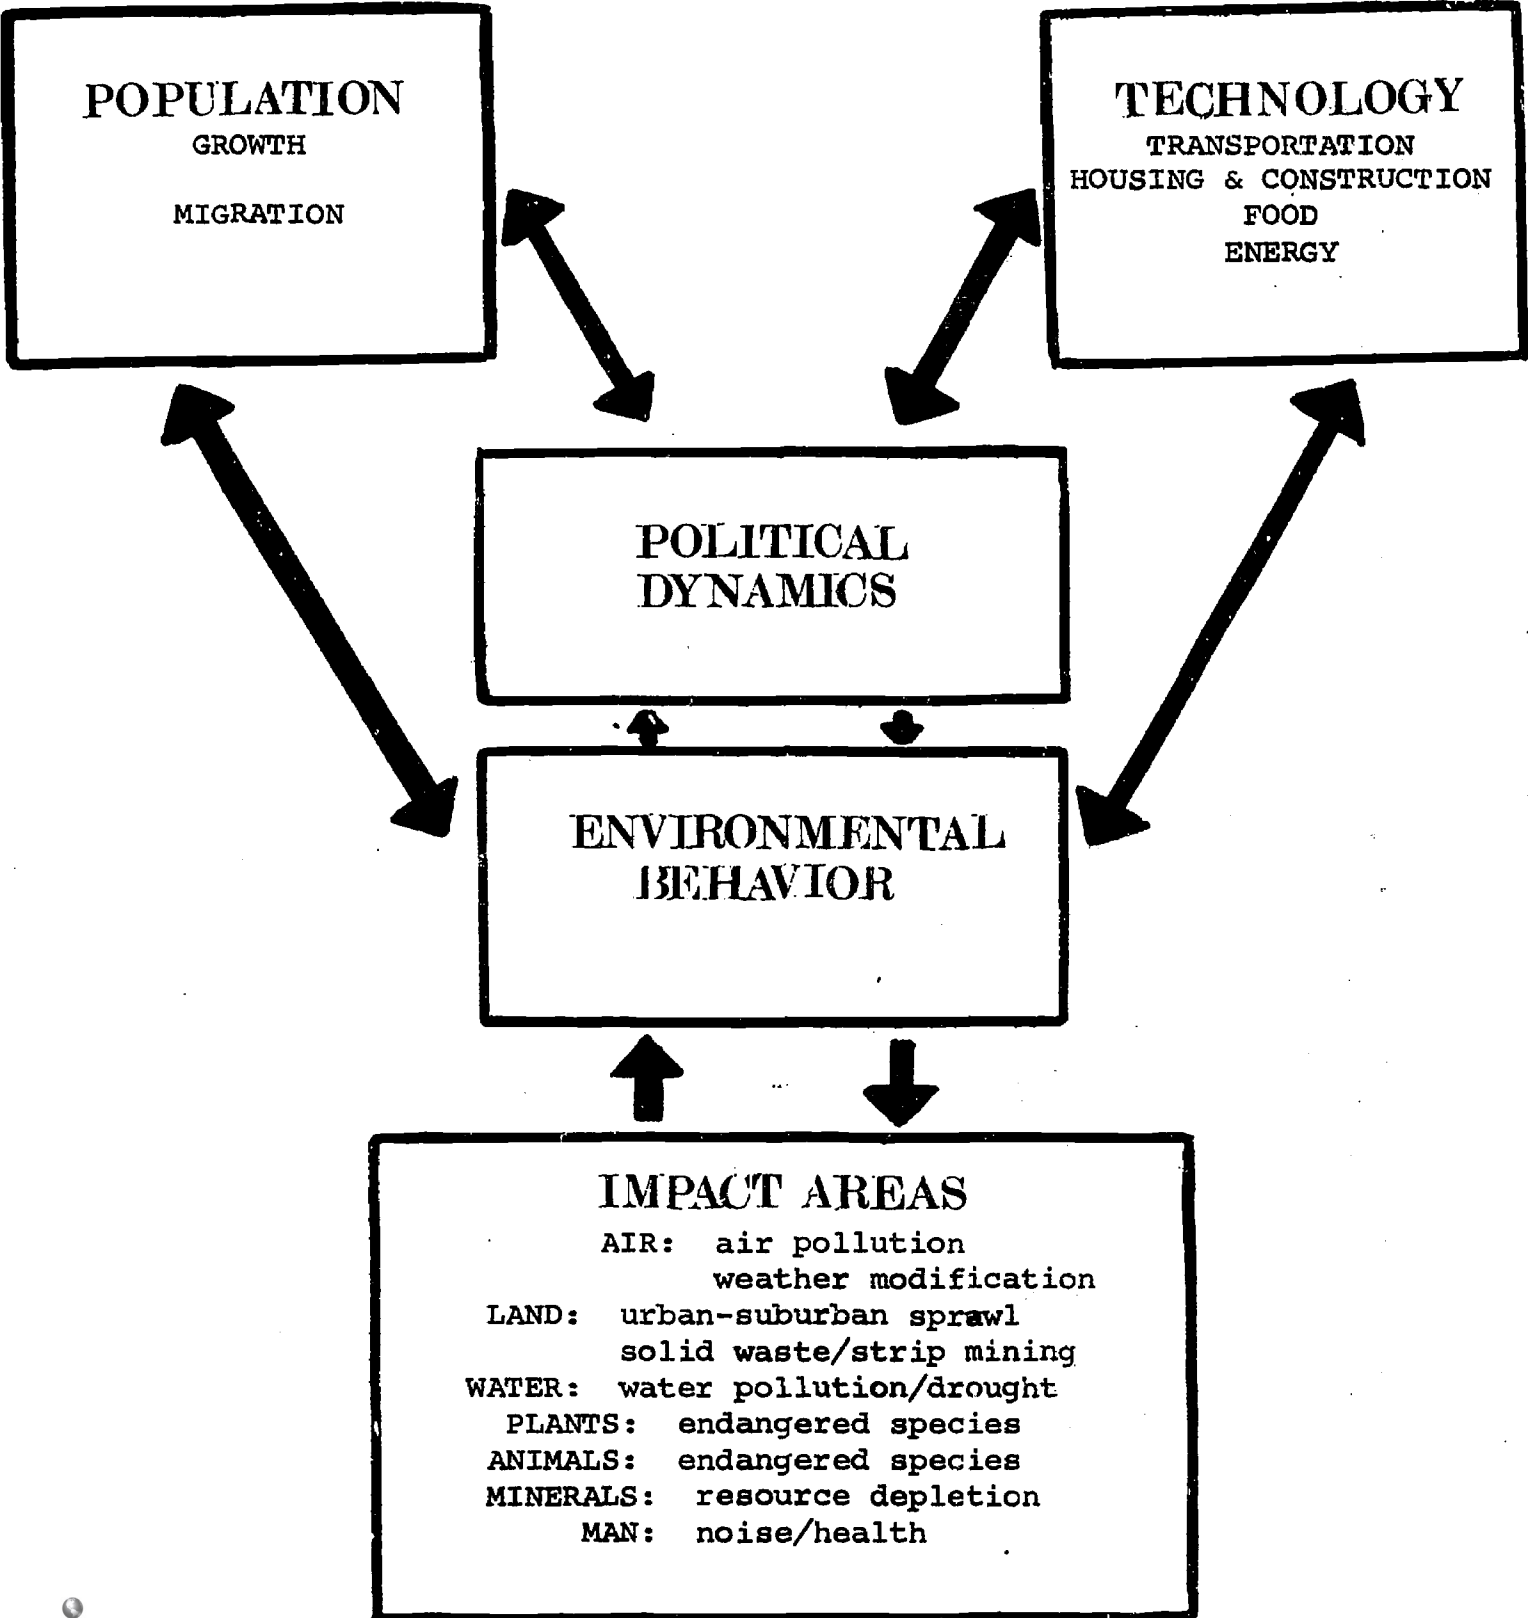 POPULATION
GROWTH
MIGRATION
TECHNOLOGY
TRANSPORTATION
HOUSING & CONSTRUCTION
FOOD
ENERGY
POLITICAL
DYNAMICS
ENVIRONMENTAL
BEHAVIOR
IMPACT AREAS
AIR: air pollution
weather modification
LAND: urban-suburban sprawl
solid waste/strip mining
WATER: water pollution/drought
PLANTS: endangered species
ANIMALS: endangered species
MINERALS: resource depletion
MAN: noise/health